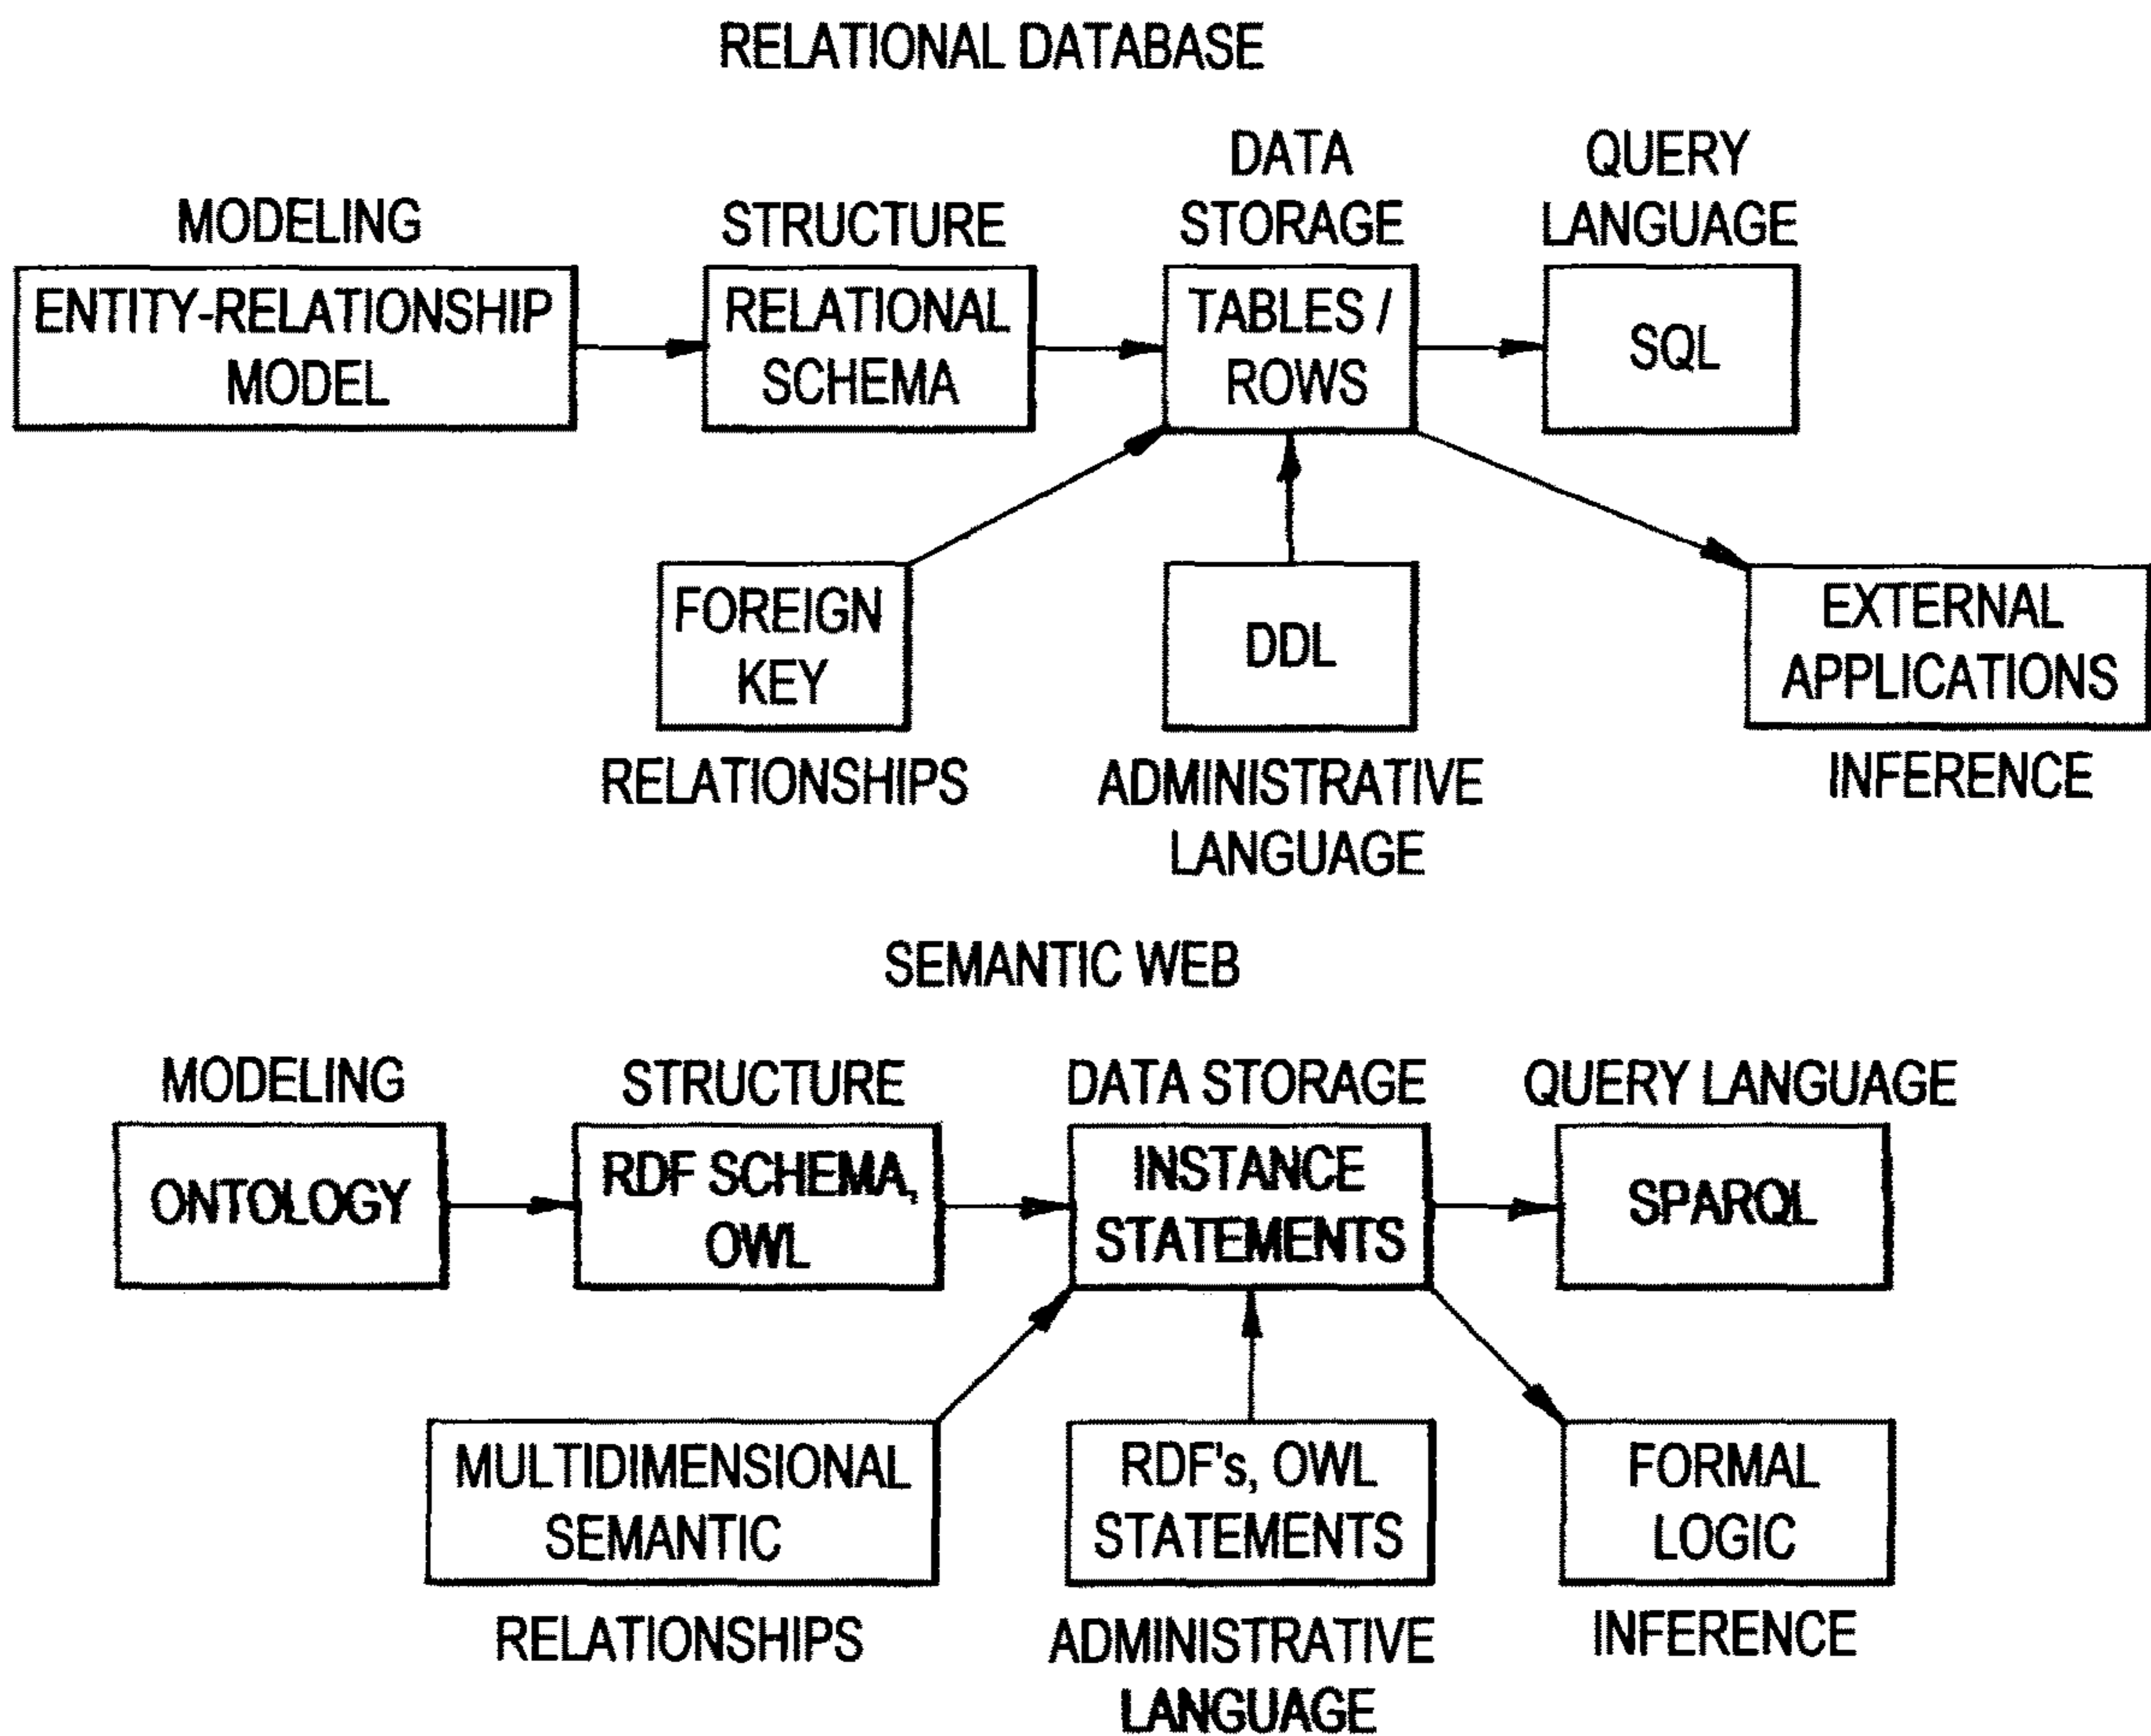 RELATIONAL DATABASE
MODELING
STRUCTURE
DATA
STORAGE
QUERY
LANGUAGE
ENTITY-RELATIONSHIP
MODEL
RELATIONAL
SCHEMA
TABLES /
ROWS
SQL
FOREIGN
KEY
RELATIONSHIPS
DDL
ADMINISTRATIVE
LANGUAGE
EXTERNAL
APPLICATIONS
INFERENCE
SEMANTIC WEB
MODELING
STRUCTURE
DATA STORAGE
QUERY LANGUAGE
ONTOLOGY
RDF SCHEMA,
OWL
INSTANCE
STATEMENTS
SPARQL
MULTIDIMENSIONAL
SEMANTIC
RELATIONSHIPS
RDF's, OWL
STATEMENTS
ADMINISTRATIVE
LANGUAGE
FORMAL
LOGIC
INFERENCE